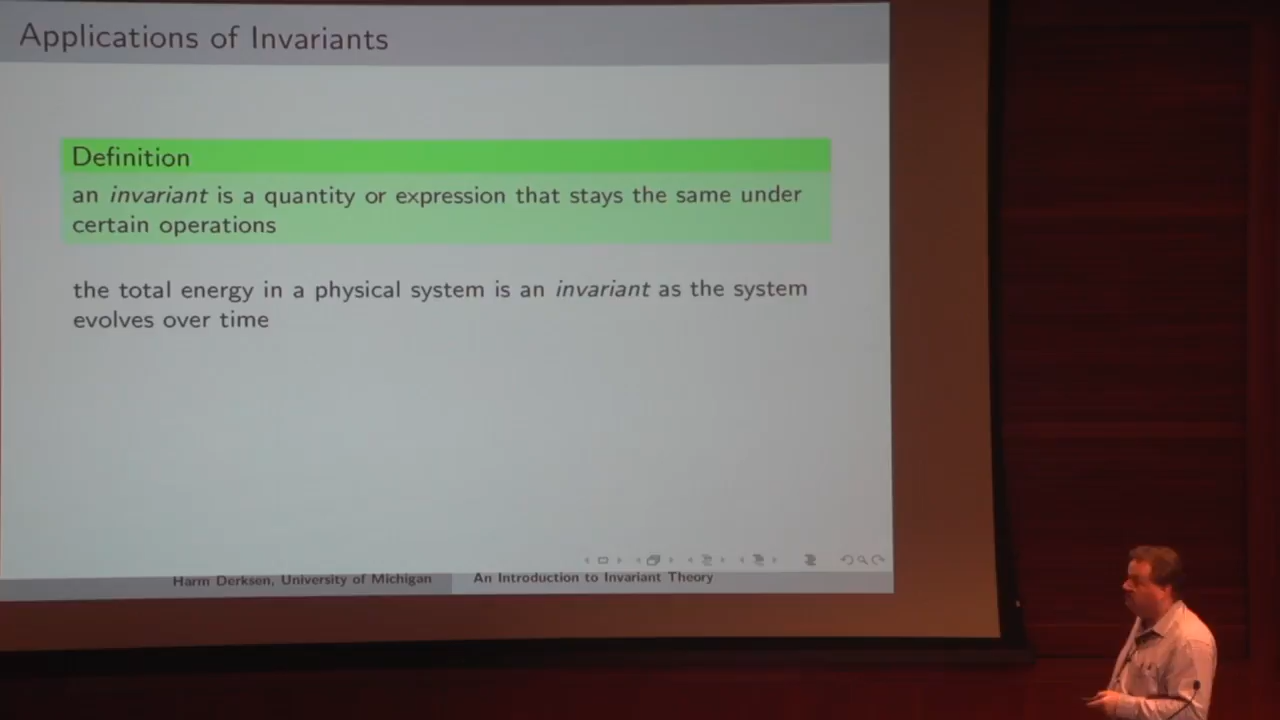 Applications of Invariants
Definition
an invariant is a quantity or expression that stays the same under
certain operations
the total energy in a physical system is an invariant as the system
evolves over time
Harm Derksen, University of Michigan
An Introduction to Invariant Theory